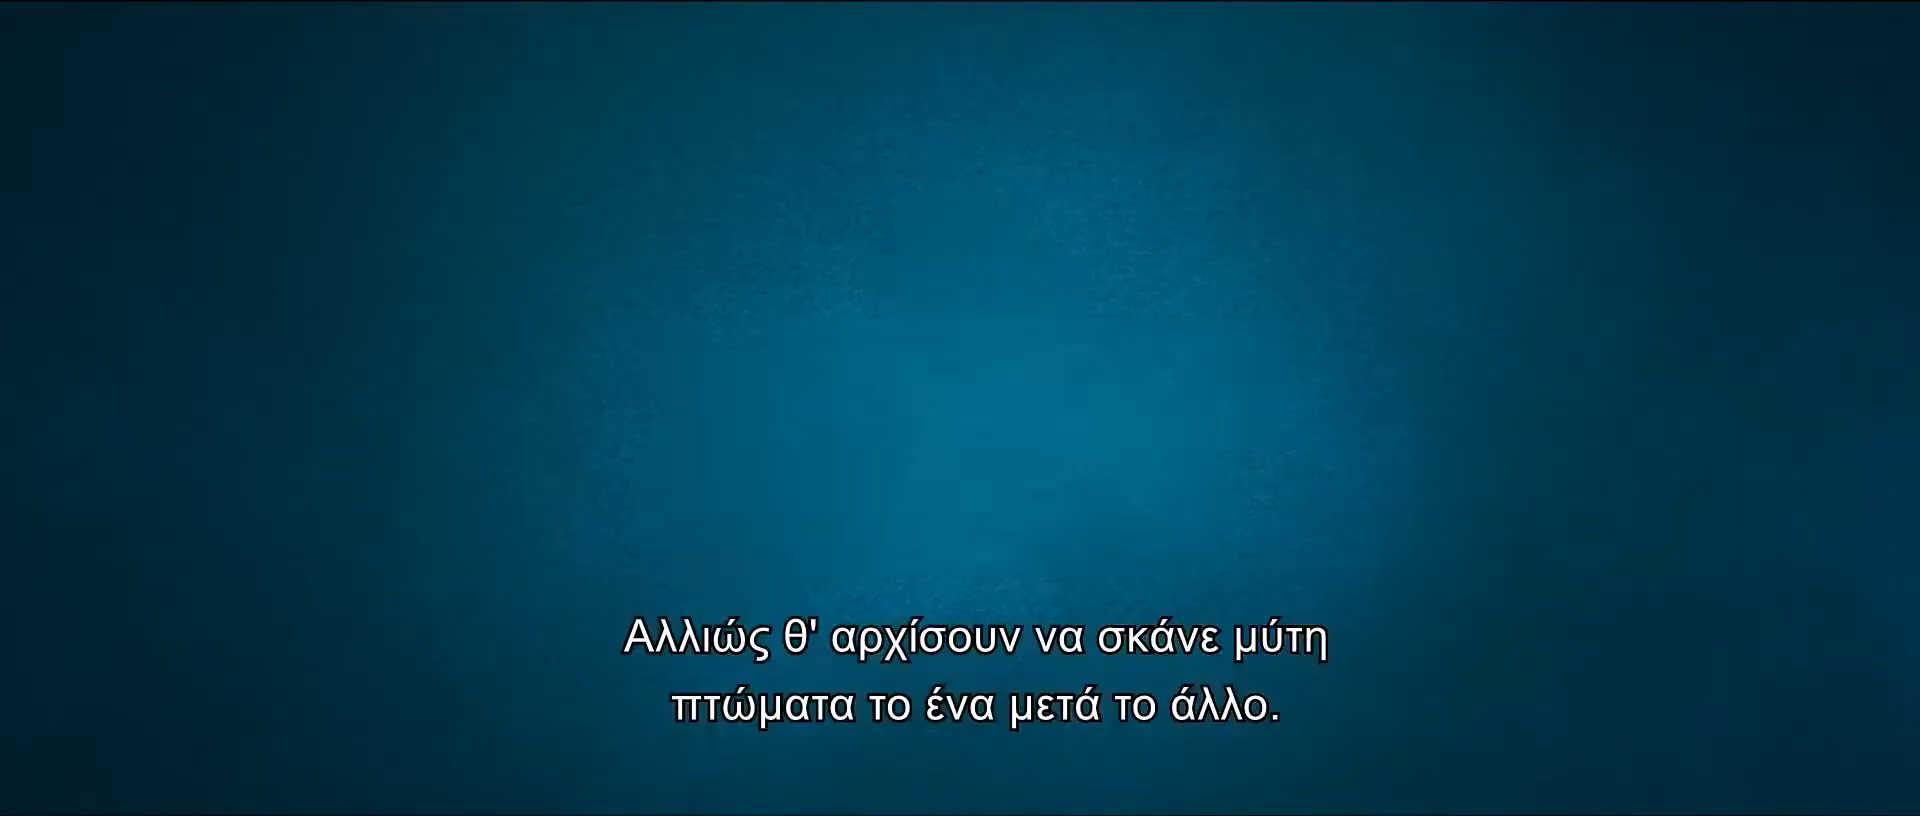 Αλλιώς θ' αρχίσουν να σκάνε μύτη
πτώματα το ένα μετά το άλλο.